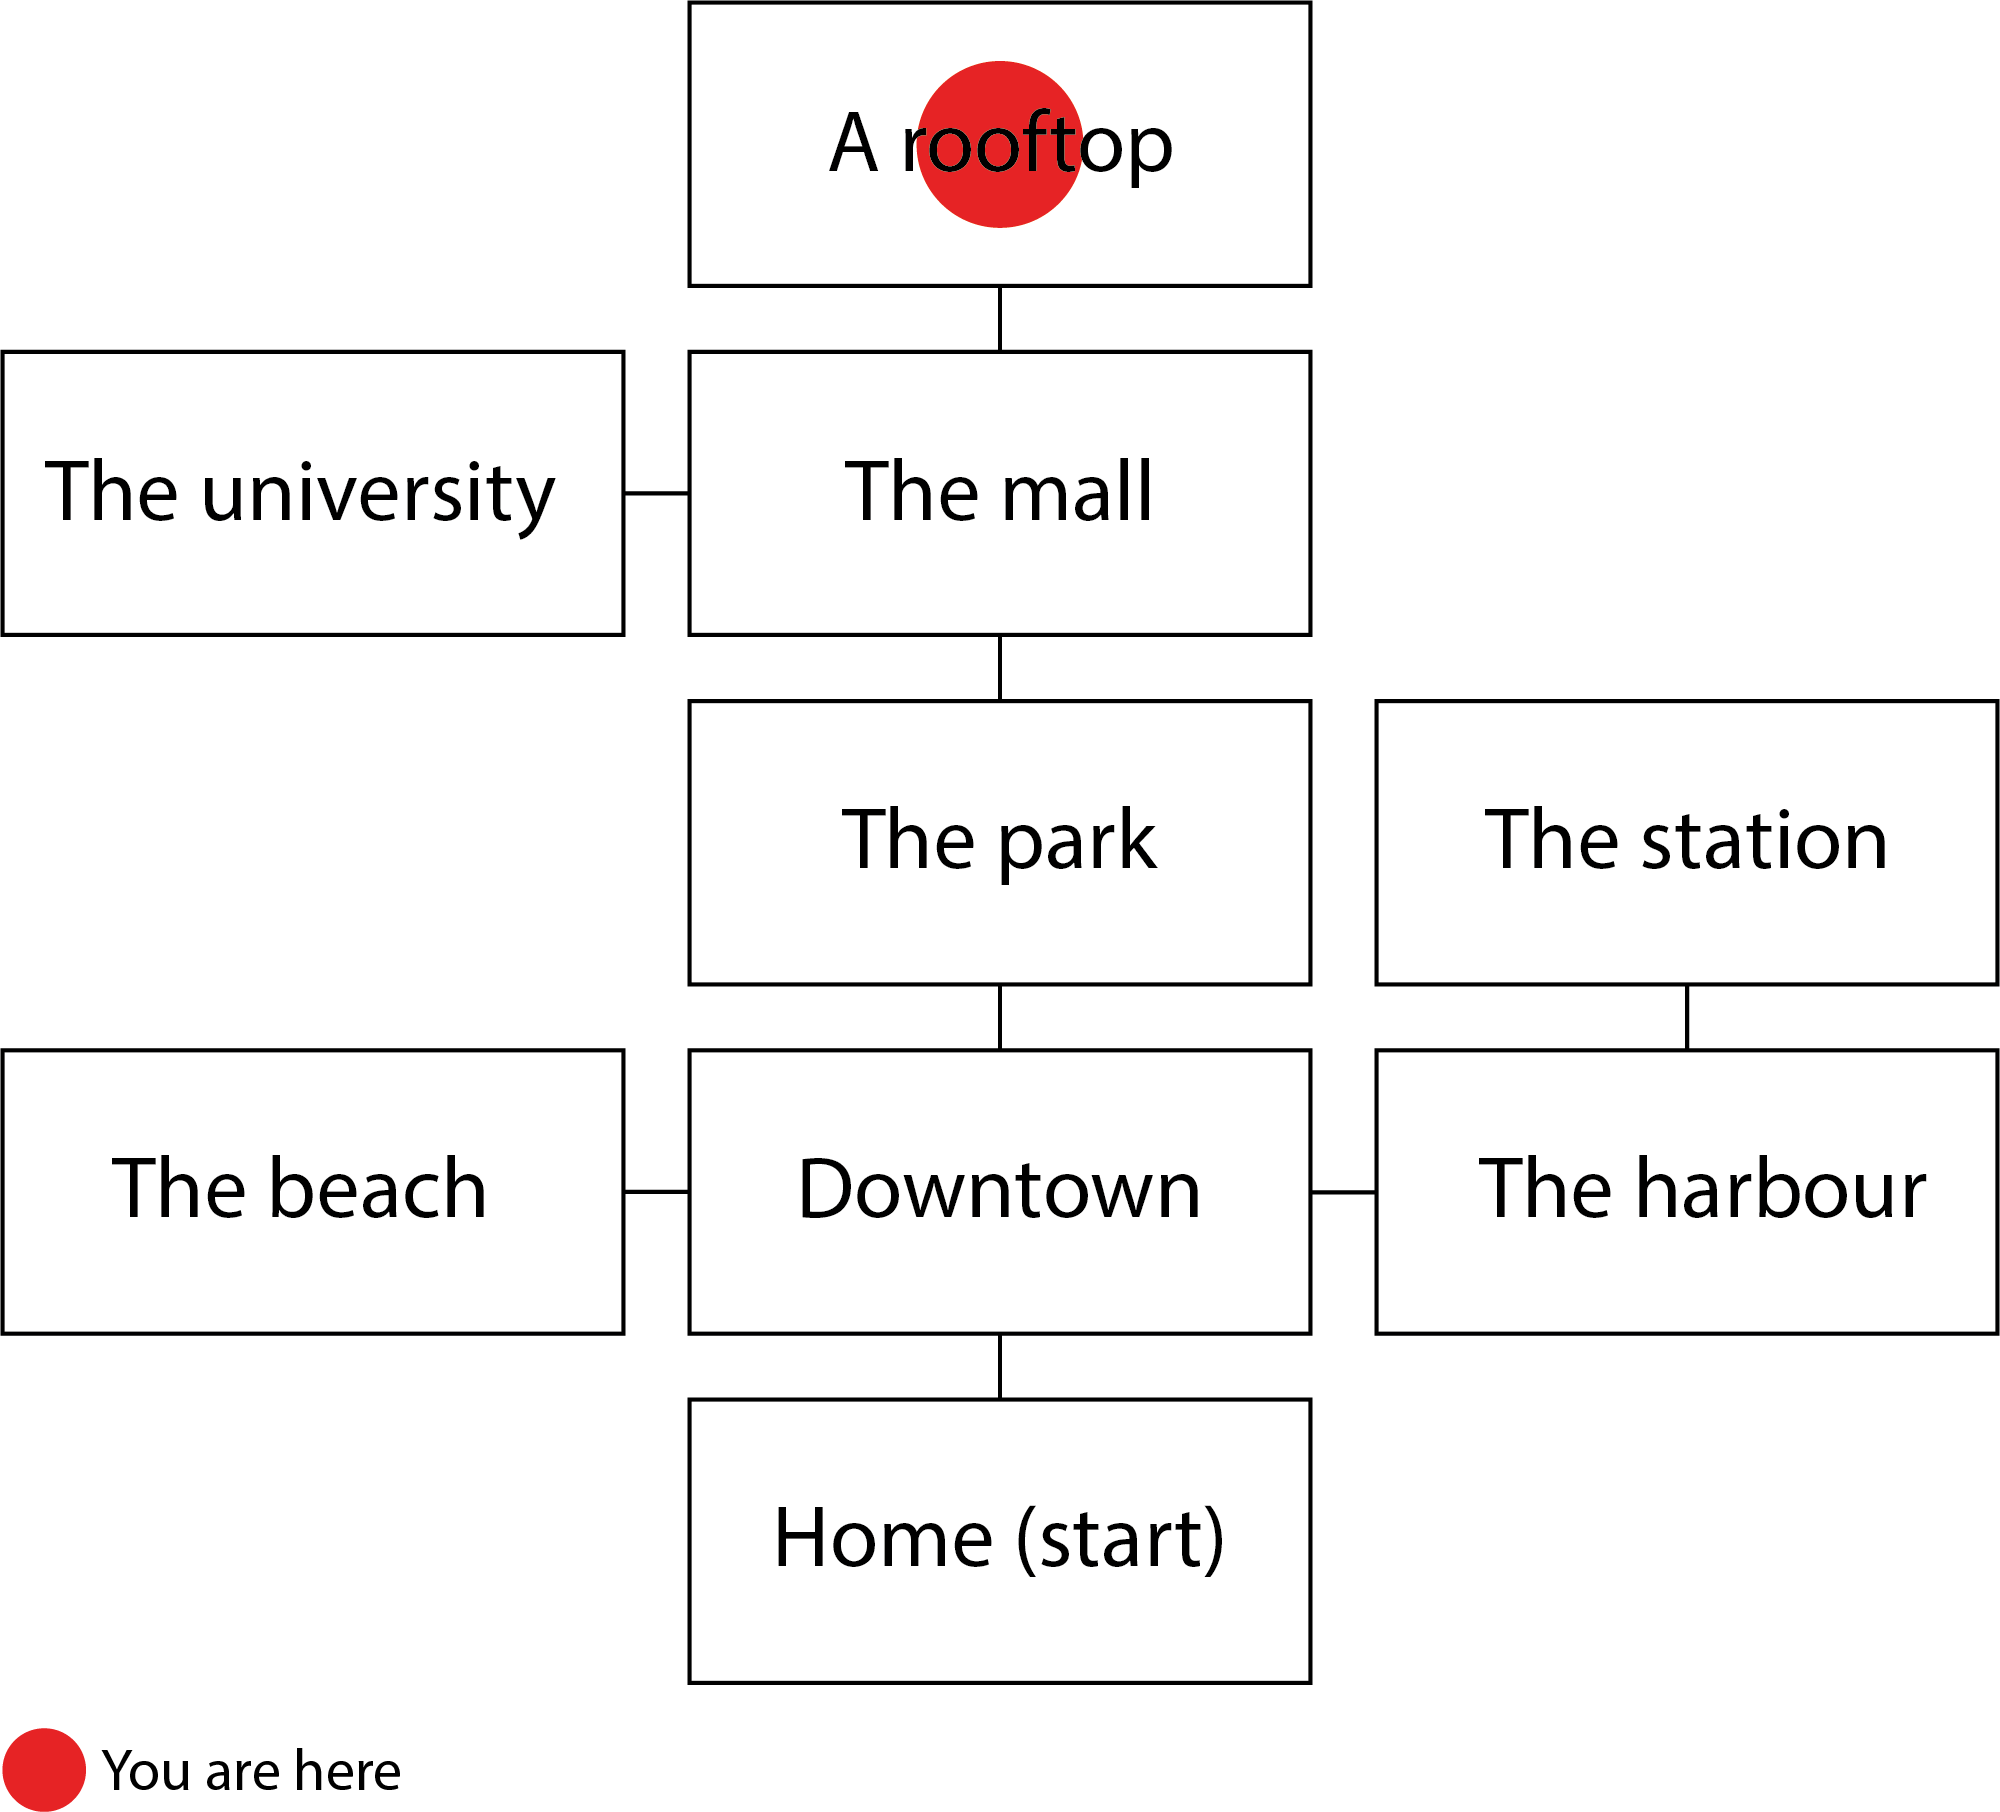 A rooftop
The university
The mall
The park
The station
The beach
Downtown
The harbour
Home (start)
You are here